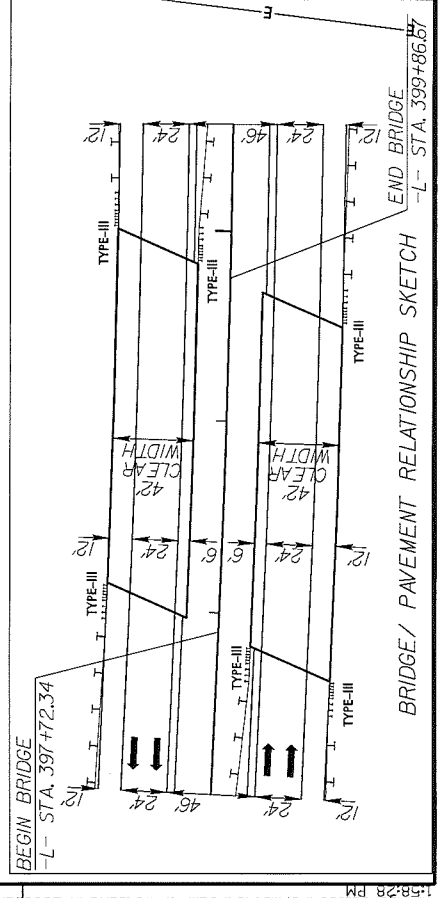 E
E
12'
24'
46'
24'
12'
TYPE-III
TYPE-III
TYPE-III
END BRIDGE
-L- STA. 399+86.67
42'
CLEAR
WIDTH
42'
CLEAR
WIDTH
12'
24'
6'
6'
24'
12'
TYPE-III
TYPE-III
TYPE-III
BEGIN BRIDGE
-L- STA. 397+72.34
12'
24'
46'
24'
12'
BRIDGE/ PAVEMENT RELATIONSHIP SKETCH
1:58:28 PM